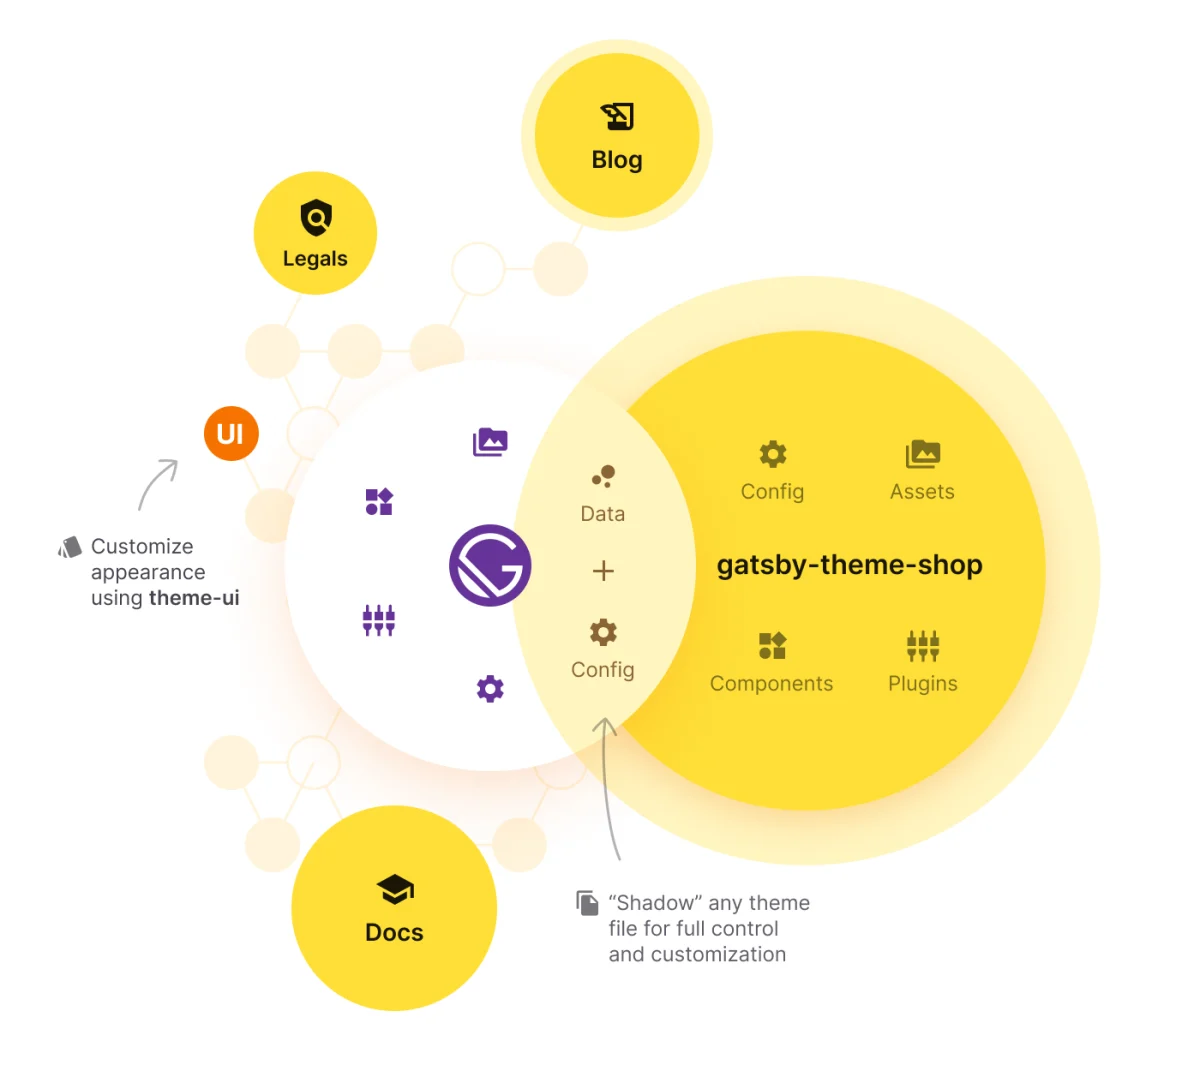 Blog
Legals
UI
Customize
appearance
using theme-ui
Data
+
Config
Config
Assets
gatsby-theme-shop
Components
Plugins
Docs
“Shadow” any theme
file for full control
and customization